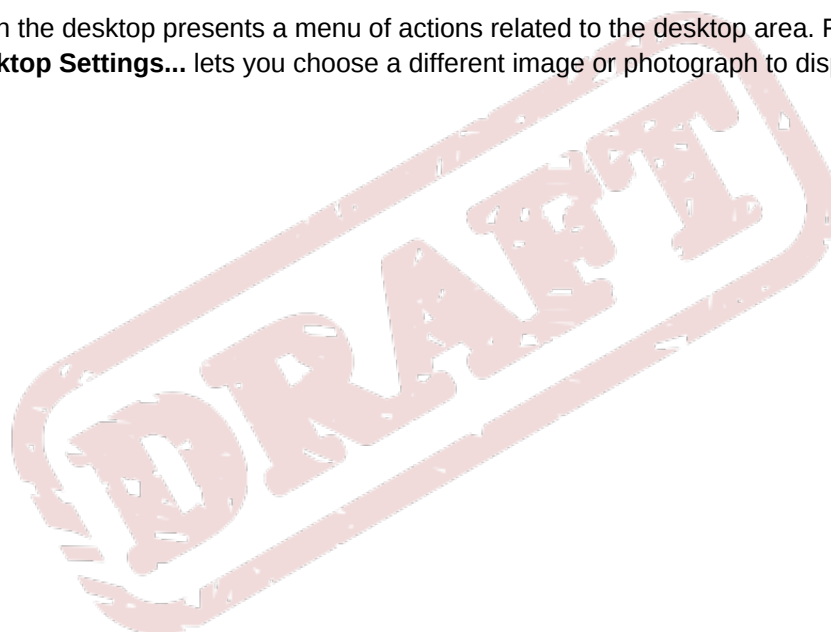 n the desktop presents a menu of actions related to the desktop area. F
ktop Settings... lets you choose a different image or photograph to disp
DRAFT